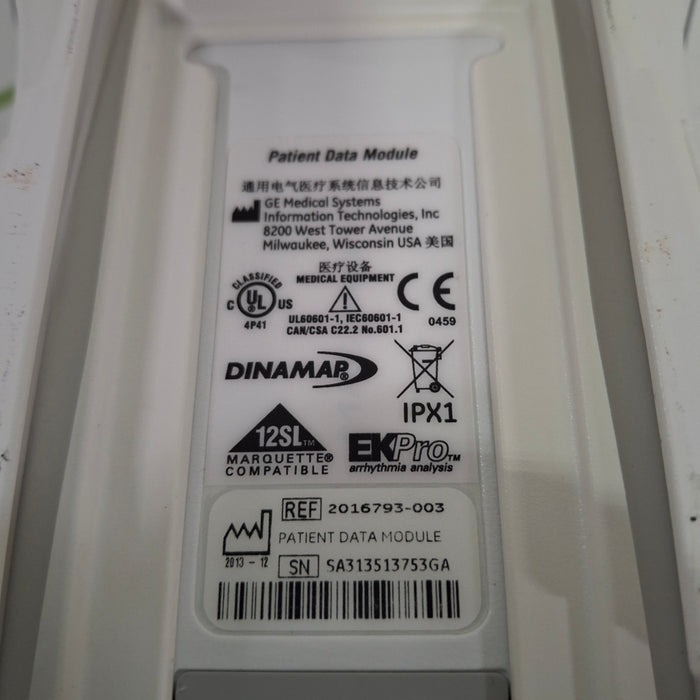 Patient Data Module
通用电气医疗系统信息技术公司
GE Medical Systems
Information Technologies, Inc
8200 West Tower Avenue
Milwaukee, Wisconsin USA 美国
医疗设备
MEDICAL EQUIPMENT
CLASSIFIED
C UL US
4P41
UL60601-1, IEC60601-1
CAN/CSA C22.2 No.601.1
CE
0459
DINAMAP®
IPX1
12SL™
MARQUETTE®
COMPATIBLE
EKPro™
arrhythmia analysis
REF 2016793-003
PATIENT DATA MODULE
2013-12
SN SA313513753GA